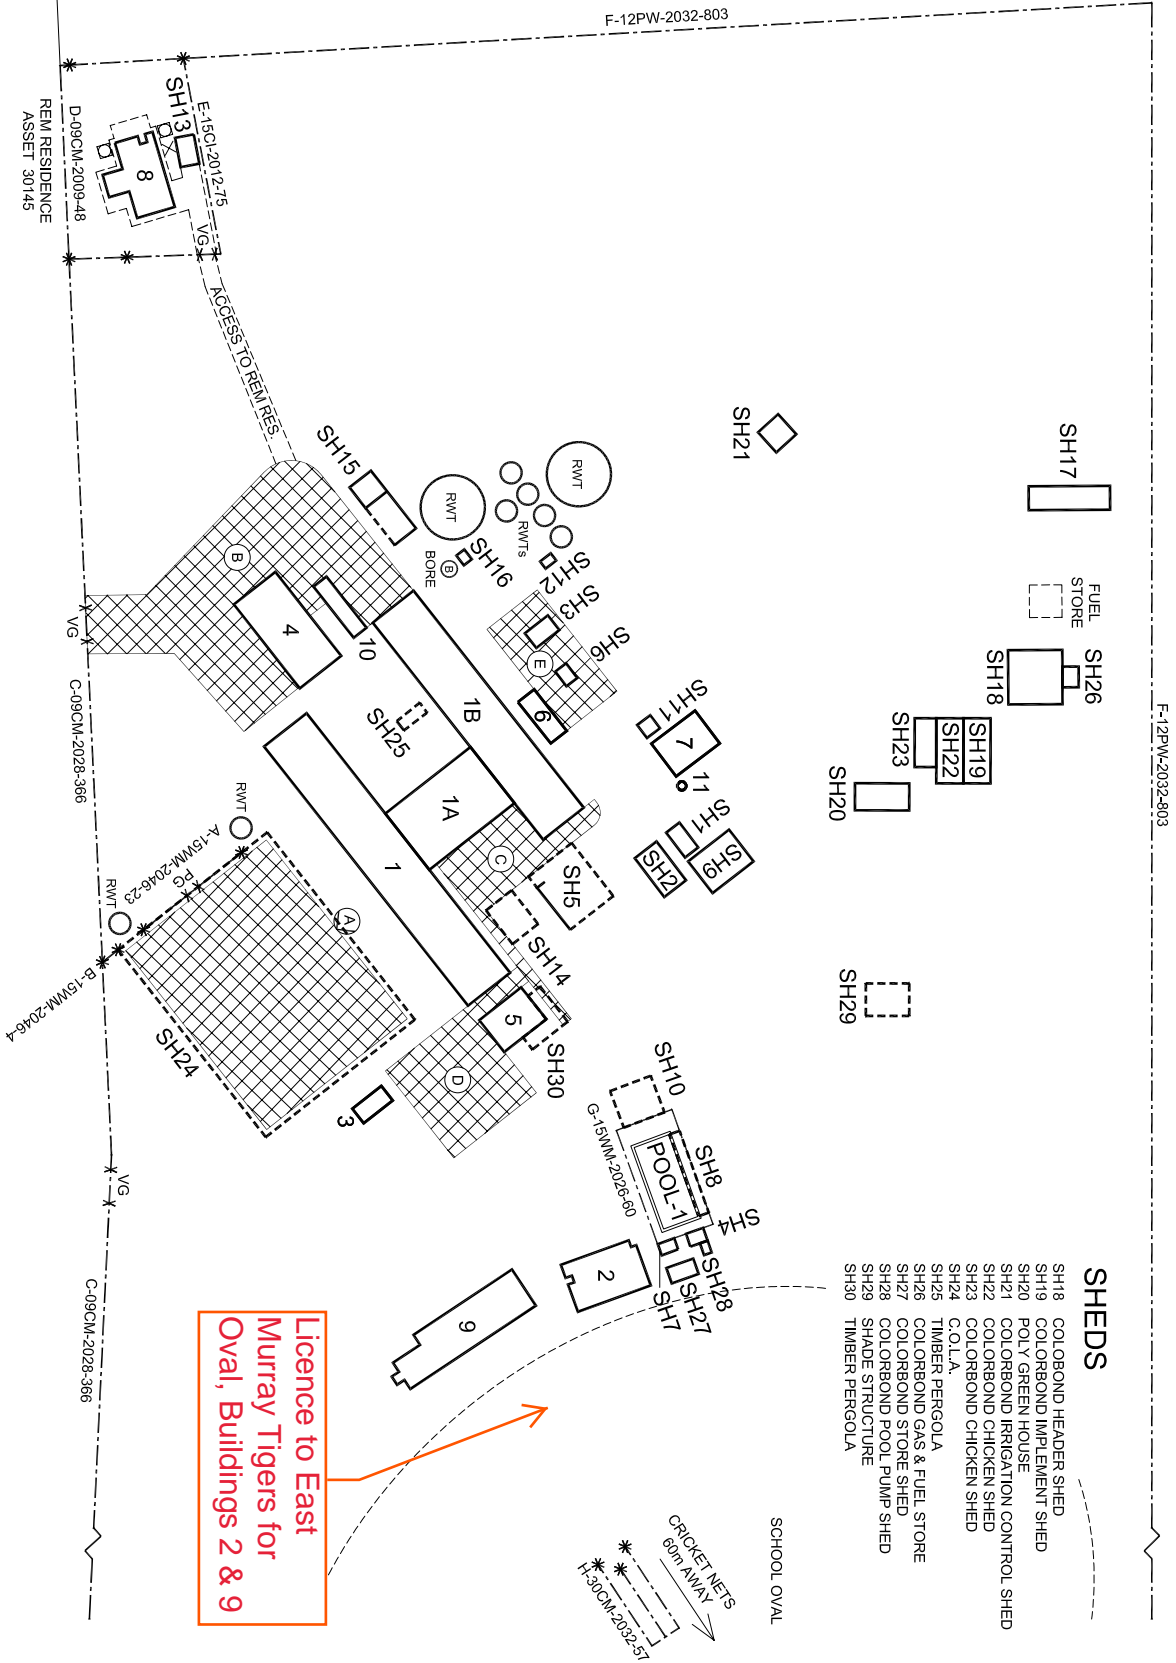 F-12PW-2032-803
F-12PW-2032-803
D-09CM-2009-48
REM RESIDENCE
ASSET 30145
E-15CI-2012-75
SH13
8
VG
ACCESS TO REM RES.
SH15
RWT
RWT
RWTs
SH16
B
BORE
SH12
SH3
SH6
E
6
SH21
SH17
FUEL
STORE
SH18
SH26
SH23
SH22
SH19
SH20
SH11
7
11
SH1
SH2
SH9
SH29
B
4
10
SH25
1B
1A
1
C
SH5
SH14
5
SH30
D
3
A
SH24
VG
C-09CM-2028-366
RWT
A-15WM-2046-23
PG
RWT
B-15WM-2046-4
VG
C-09CM-2028-366
SH10
G-15WM-2026-60
POOL-1
SH8
SH4
SH28
SH27
SH7
2
9
SHEDS
SH18 COLOBOND HEADER SHED
SH19 COLORBOND IMPLEMENT SHED
SH20 POLY GREEN HOUSE
SH21 COLORBOND IRRIGATION CONTROL SHED
SH22 COLORBOND CHICKEN SHED
SH23 COLORBOND CHICKEN SHED
SH24 C.O.L.A.
SH25 TIMBER PERGOLA
SH26 COLORBOND GAS & FUEL STORE
SH27 COLORBOND STORE SHED
SH28 COLORBOND POOL PUMP SHED
SH29 SHADE STRUCTURE
SH30 TIMBER PERGOLA
SCHOOL OVAL
CRICKET NETS
60m AWAY
H-30CM-2032-57
Licence to East
Murray Tigers for
Oval, Buildings 2 & 9